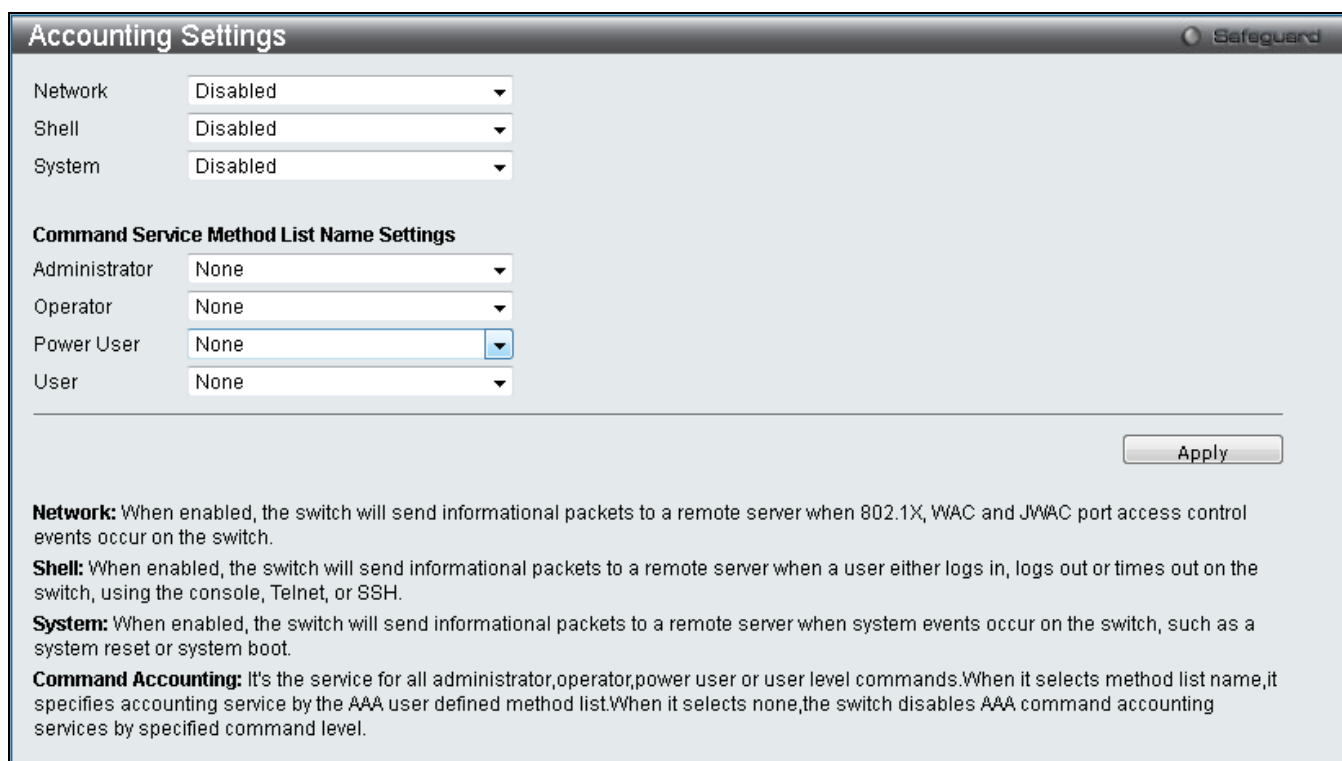 Accounting Settings
Safeguard
Network Disabled
Shell Disabled
System Disabled
Command Service Method List Name Settings
Administrator None
Operator None
Power User None
User None
Apply
Network: When enabled, the switch will send informational packets to a remote server when 802.1X, WAC and JWAC port access control
events occur on the switch.
Shell: When enabled, the switch will send informational packets to a remote server when a user either logs in, logs out or times out on the
switch, using the console, Telnet, or SSH.
System: When enabled, the switch will send informational packets to a remote server when system events occur on the switch, such as a
system reset or system boot.
Command Accounting: It's the service for all administrator,operator,power user or user level commands.When it selects method list name,it
specifies accounting service by the AAA user defined method list.When it selects none,the switch disables AAA command accounting
services by specified command level.